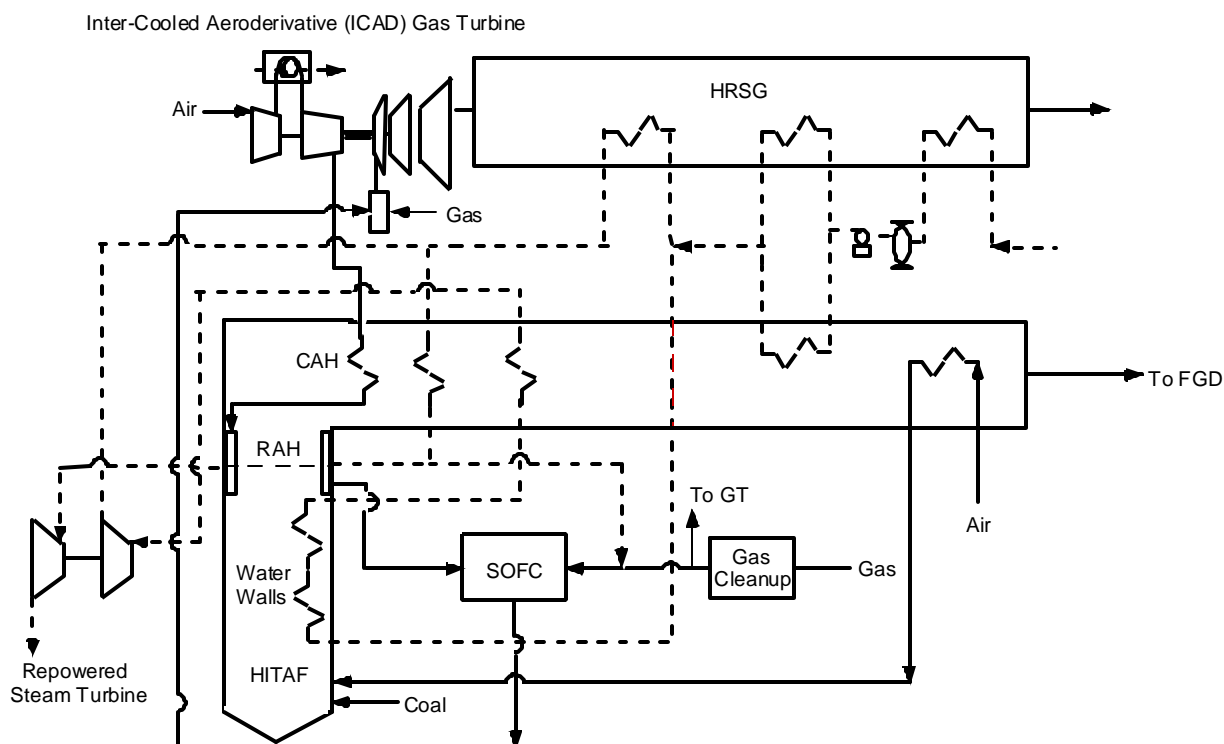 Inter-Cooled Aeroderivative (ICAD) Gas Turbine
Air
HRSG
Gas
CAH
To FGD
RAH
To GT
Air
SOFC
Gas
Cleanup
Gas
Water
Walls
HITAF
Repowered
Steam Turbine
Coal